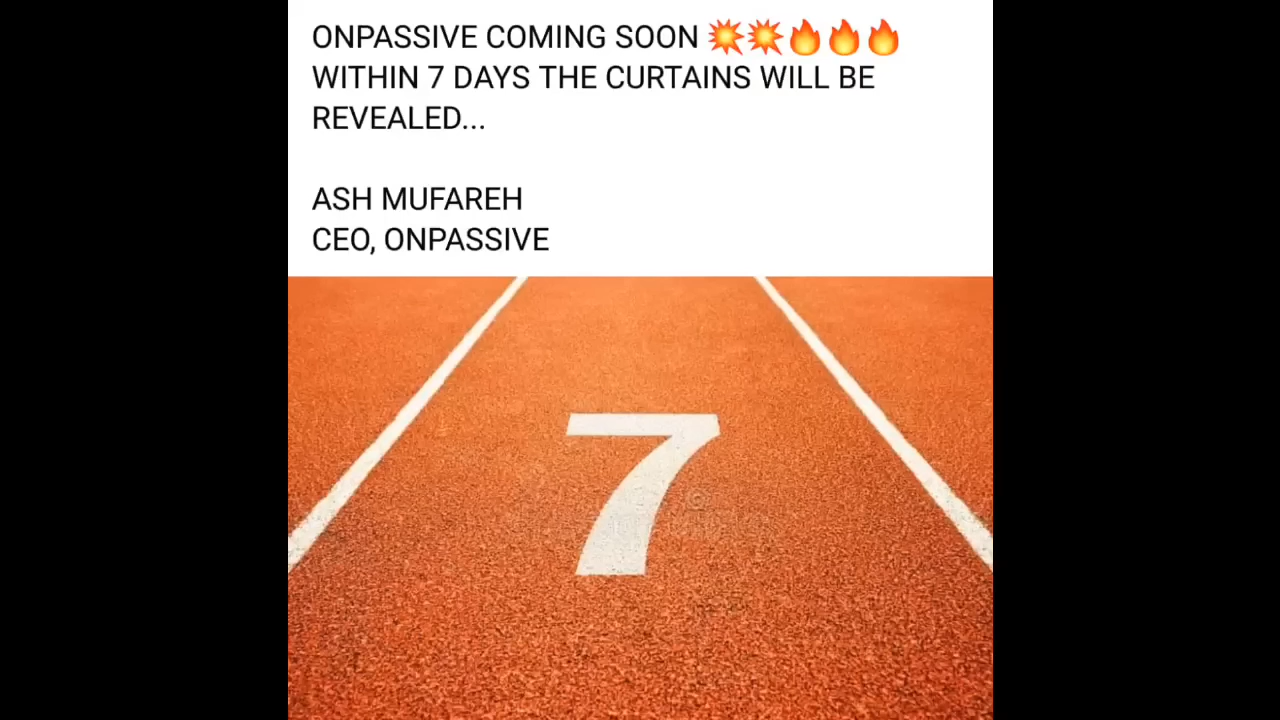 ONPASSIVE COMING SOON 💥💥🔥🔥🔥
WITHIN 7 DAYS THE CURTAINS WILL BE
REVEALED...
ASH MUFAREH
CEO, ONPASSIVE
7